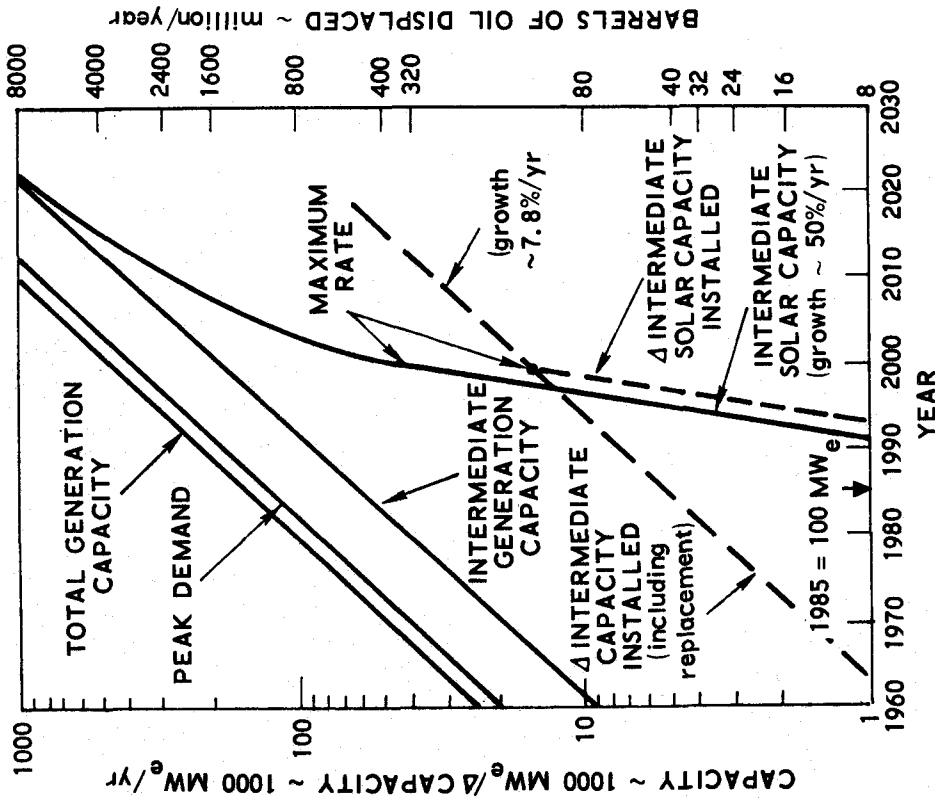 BARRELS OF OIL DISPLACED ~ million/year
8000
4000
2400
1600
800
400
320
80
40
32
24
16
8
TOTAL GENERATION
CAPACITY
PEAK DEMAND
INTERMEDIATE
GENERATION
CAPACITY
Δ INTERMEDIATE
CAPACITY
INSTALLED
(including
replacement)
MAXIMUM
RATE
(growth
~7.8%/yr)
Δ INTERMEDIATE
SOLAR CAPACITY
INSTALLED
INTERMEDIATE
SOLAR CAPACITY
(growth ~ 50%/yr)
1985 = 100 MWe
1000
100
10
1
CAPACITY ~ 1000 MWe/Δ CAPACITY ~ 1000 MWe/yr
1960
1970
1980
1990
2000
2010
2020
2030
YEAR